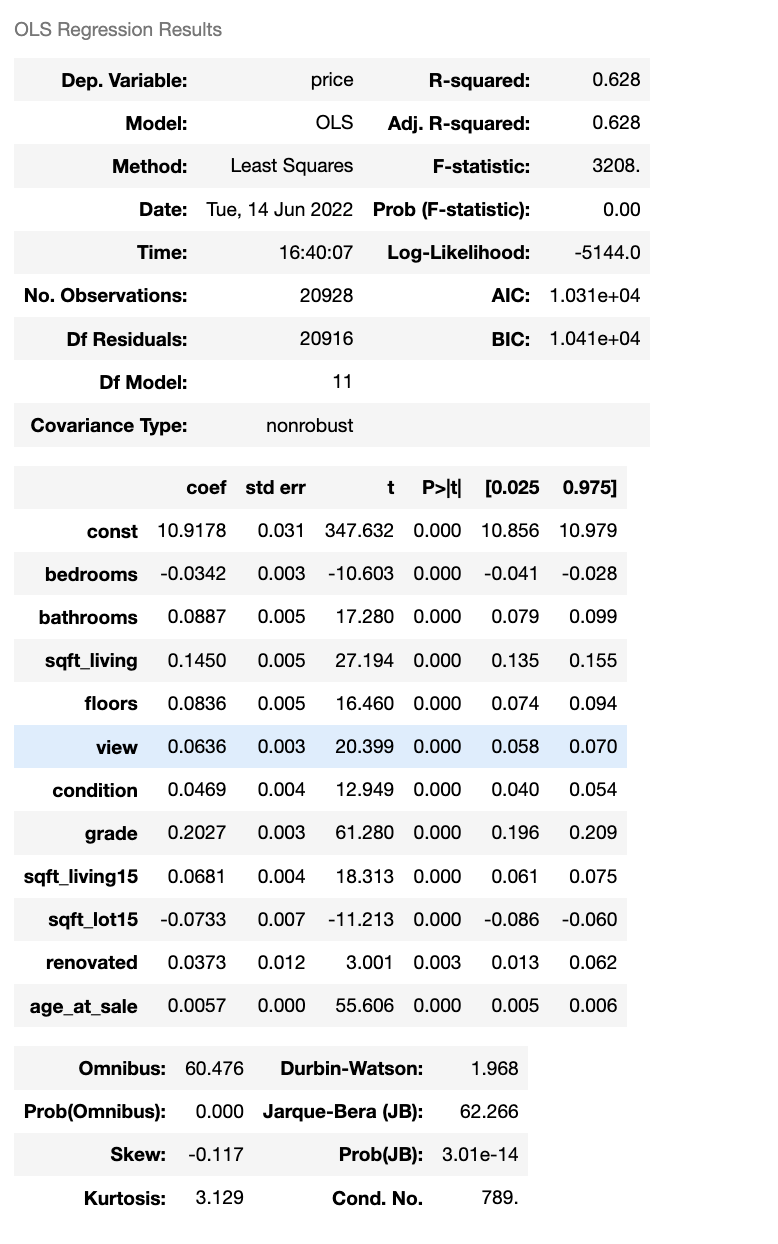 OLS Regression Results
Dep. Variable: price R-squared: 0.628
Model: OLS Adj. R-squared: 0.628
Method: Least Squares F-statistic: 3208.
Date: Tue, 14 Jun 2022 Prob (F-statistic): 0.00
Time: 16:40:07 Log-Likelihood: -5144.0
No. Observations: 20928 AIC: 1.031e+04
Df Residuals: 20916 BIC: 1.041e+04
Df Model: 11
Covariance Type: nonrobust
coef std err t P>|t| [0.025 0.975]
const 10.9178 0.031 347.632 0.000 10.856 10.979
bedrooms -0.0342 0.003 -10.603 0.000 -0.041 -0.028
bathrooms 0.0887 0.005 17.280 0.000 0.079 0.099
sqft_living 0.1450 0.005 27.194 0.000 0.135 0.155
floors 0.0836 0.005 16.460 0.000 0.074 0.094
view 0.0636 0.003 20.399 0.000 0.058 0.070
condition 0.0469 0.004 12.949 0.000 0.040 0.054
grade 0.2027 0.003 61.280 0.000 0.196 0.209
sqft_living15 0.0681 0.004 18.313 0.000 0.061 0.075
sqft_lot15 -0.0733 0.007 -11.213 0.000 -0.086 -0.060
renovated 0.0373 0.012 3.001 0.003 0.013 0.062
age_at_sale 0.0057 0.000 55.606 0.000 0.005 0.006
Omnibus: 60.476 Durbin-Watson: 1.968
Prob(Omnibus): 0.000 Jarque-Bera (JB): 62.266
Skew: -0.117 Prob(JB): 3.01e-14
Kurtosis: 3.129 Cond. No. 789.